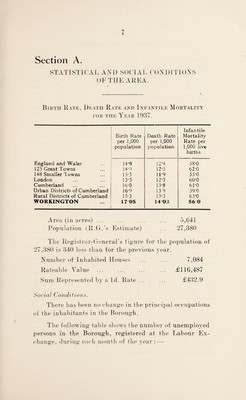 7
Section A.
STATISTICAL AND SOCIAL CONDITIONS
OF THE AREA.
Birth Rate, Death Rate and Infantile Mortality
for the Year 1937.
Birth Rate per 1,000 population | Death Rate per 1,000 population | Infantile Mortality Rate per 1,000 live births
England and Wales ... 14·9 12·4 58·0
125 Great Towns ... 14·9 12·5 62·0
148 Smaller Towns ... 15·3 11·9 55·0
London ... 13·3 12·3 60·0
Cumberland 16·0 13·8 61·0
Urban Districts of Cumberland 16·9 13·9 59·0
Rural Districts of Cumberland 15·3 13·3 63·0
WORKINGTON ... 17·05 14·03 56·0
Area (in acres) ... 5,641
Population (R.G.'s Estimate) 27,380
The Registrar-General's figure for the population of
27,380 is 340 less than for the previous year.
Number of Inhabited Houses ... 7,084
Rateable Value ... £116,487
Sum Represented by a 1d. Rate ... £432.9
Social Conditions.
There has been no change in the principal occupations
of the inhabitants in the Borough.
The following table shows the number of unemployed
persons in the Borough, registered at the Labour Ex-
change, during each month of the year:—